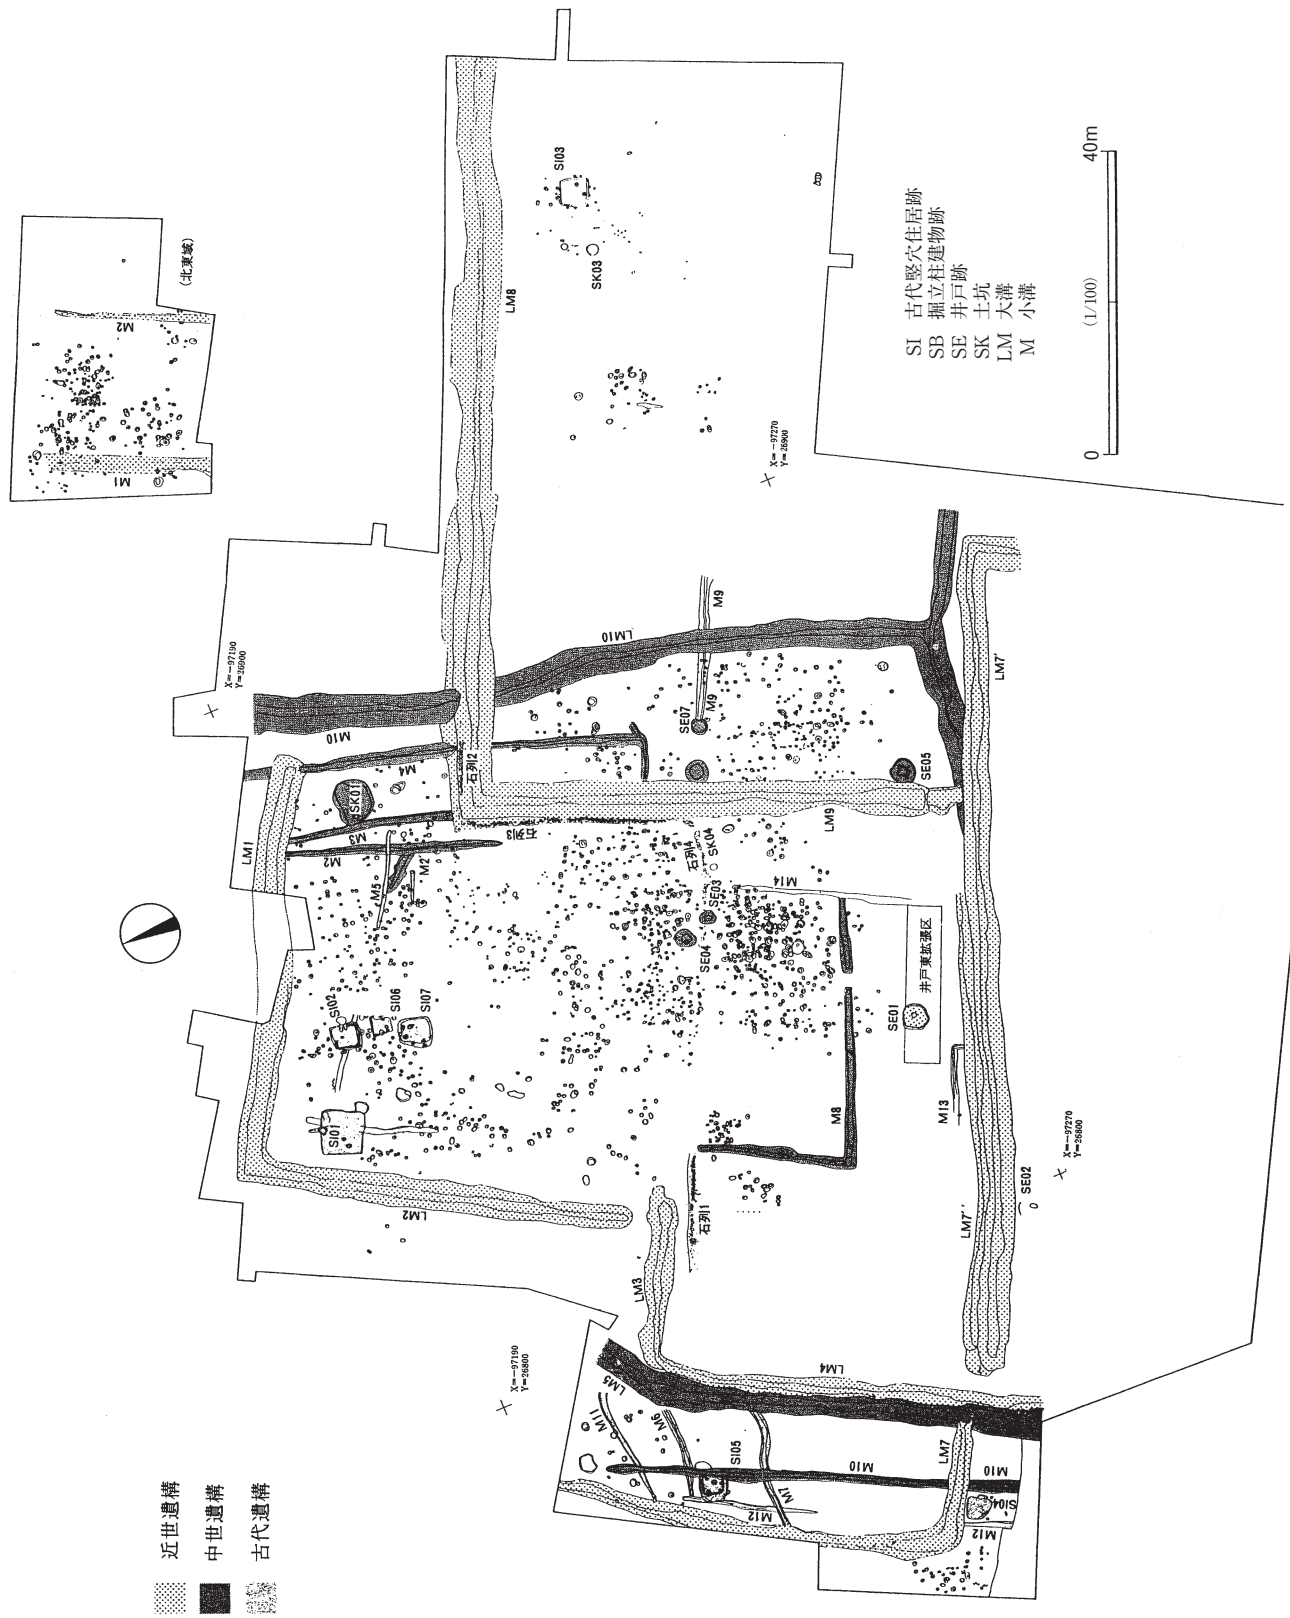 (北東域)
M2
M1
SI03
SK03
LM8
X=-97270
Y=26900
SI 古代竪穴住居跡
SB 掘立柱建物跡
SE 井戸跡
SK 土坑
LM 大溝
M 小溝
0
(1/100)
40m
X=-97190
Y=26900
M10
LM10
M9
M9
SE07
SE05
LM7'
LM1
M4
SK01
石列2
M3
M2
石列3
M5
M2'
LM9
石列4
SK04
SE03
SE04
M14
井戸東拡張区
SE01
SI02
SI06
SI07
SI01
M8
M13
LM2
石列1
LM3
LM7''
SE02
X=-97270
Y=26800
X=-97190
Y=26800
LM4
LM5
M11
M6
SI05
M7
M10
LM7
M10
SI04
M12
M12
近世遺構
中世遺構
古代遺構